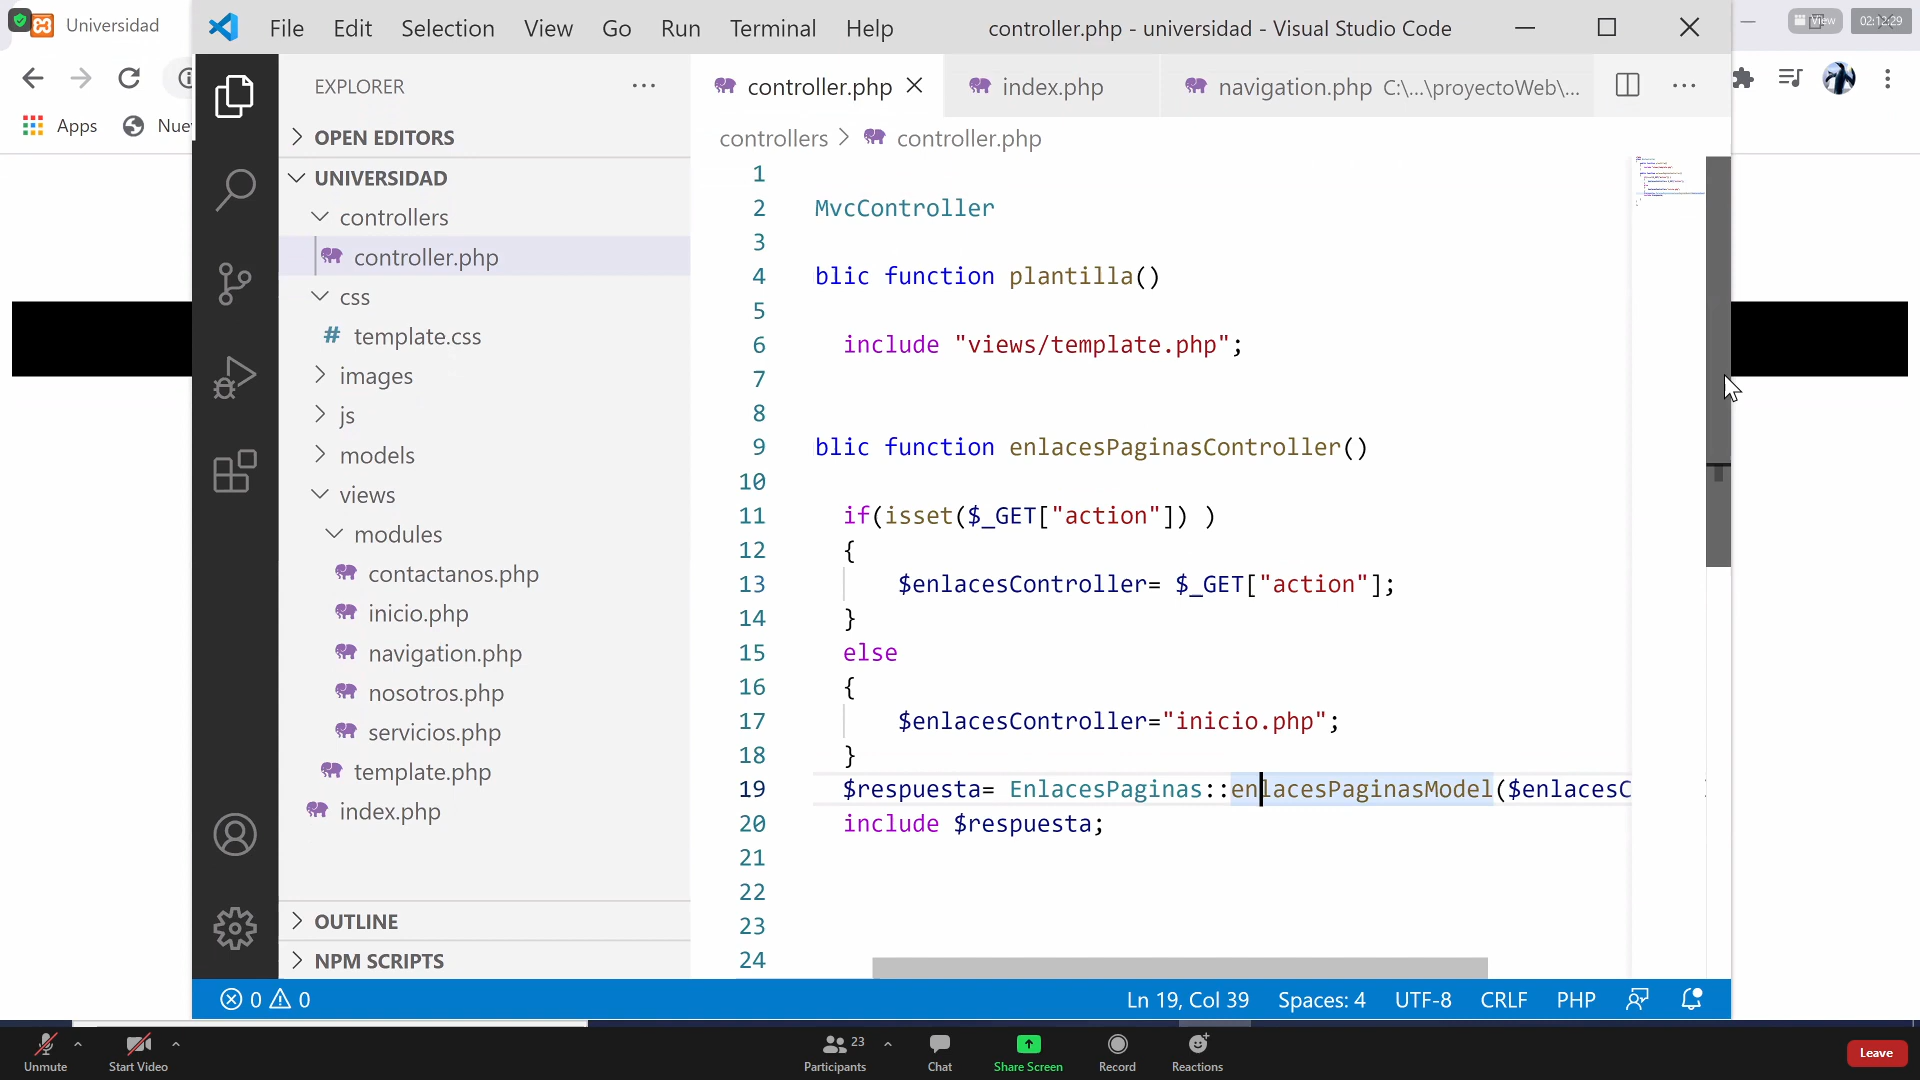 Universidad
File Edit Selection View Go Run Terminal Help
controller.php - universidad - Visual Studio Code
View
EXPLORER
controller.php
index.php
navigation.php C:\...\proyectoWeb\...
Apps
Nue
OPEN EDITORS
controllers > controller.php
UNIVERSIDAD
controllers
controller.php
css
template.css
images
js
models
views
modules
contactanos.php
inicio.php
navigation.php
nosotros.php
servicios.php
template.php
index.php
OUTLINE
NPM SCRIPTS
1
2 MvcController
3
4 blic function plantilla()
5
6 include "views/template.php";
7
8
9 blic function enlacesPaginasController()
10
11 if(isset($_GET["action"]) )
12 {
13 $enlacesController= $_GET["action"];
14 }
15 else
16 {
17 $enlacesController="inicio.php";
18 }
19 $respuesta= EnlacesPaginas::enlacesPaginasModel($enlacesC
20 include $respuesta;
21
22
23
24
0 0
Ln 19, Col 39 Spaces: 4 UTF-8 CRLF PHP
Unmute
Start Video
23
Participants
Chat
Share Screen
Record
Reactions
Leave